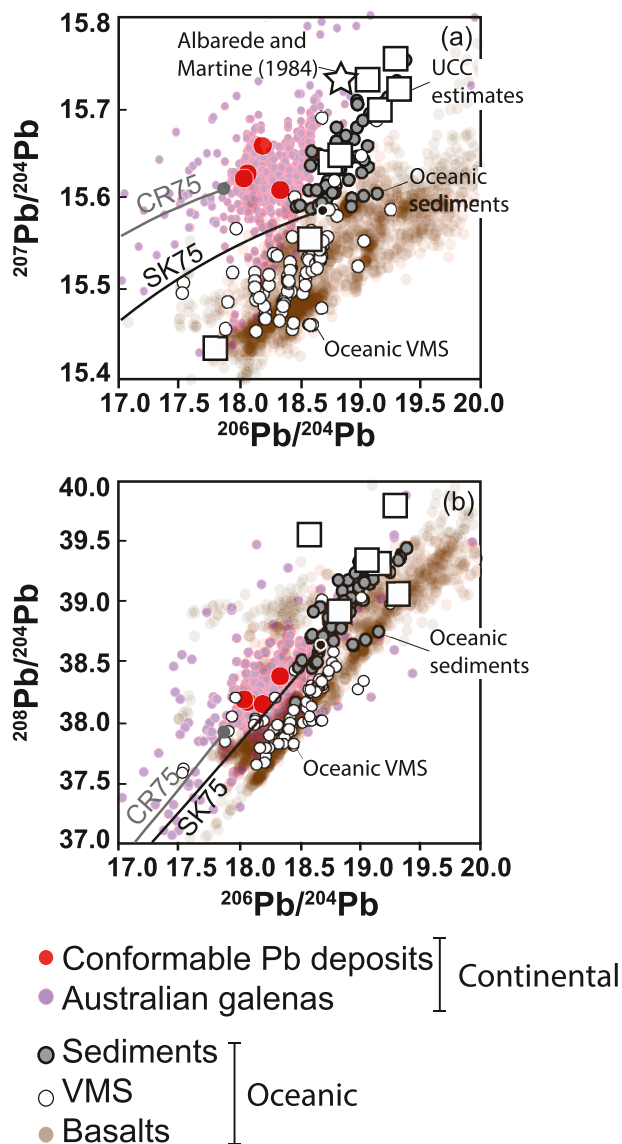 15.8
(a)
Albarede and
Martine (1984)
UCC
estimates
15.7
207Pb/204Pb
15.6
CR75
Oceanic
sediments
SK75
15.5
Oceanic VMS
15.4
17.0 17.5 18.0 18.5 19.0 19.5 20.0
206Pb/204Pb
40.0
(b)
39.5
39.0
208Pb/204Pb
Oceanic
sediments
38.5
38.0
Oceanic VMS
37.5
CR75
SK75
37.0
17.0 17.5 18.0 18.5 19.0 19.5 20.0
206Pb/204Pb
Conformable Pb deposits
Australian galenas
Continental
Sediments
VMS
Basalts
Oceanic